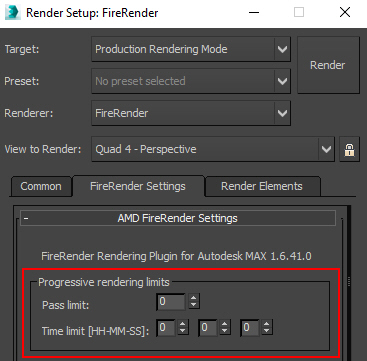 Render Setup: FireRender
Target:
Production Rendering Mode
Render
Preset:
No preset selected
Renderer:
FireRender
View to Render:
Quad 4 - Perspective
Common
FireRender Settings
Render Elements
- AMD FireRender Settings
FireRender Rendering Plugin for Autodesk MAX 1.6.41.0
Progressive rendering limits
Pass limit: 0
Time limit [HH-MM-SS]: 0 0 0